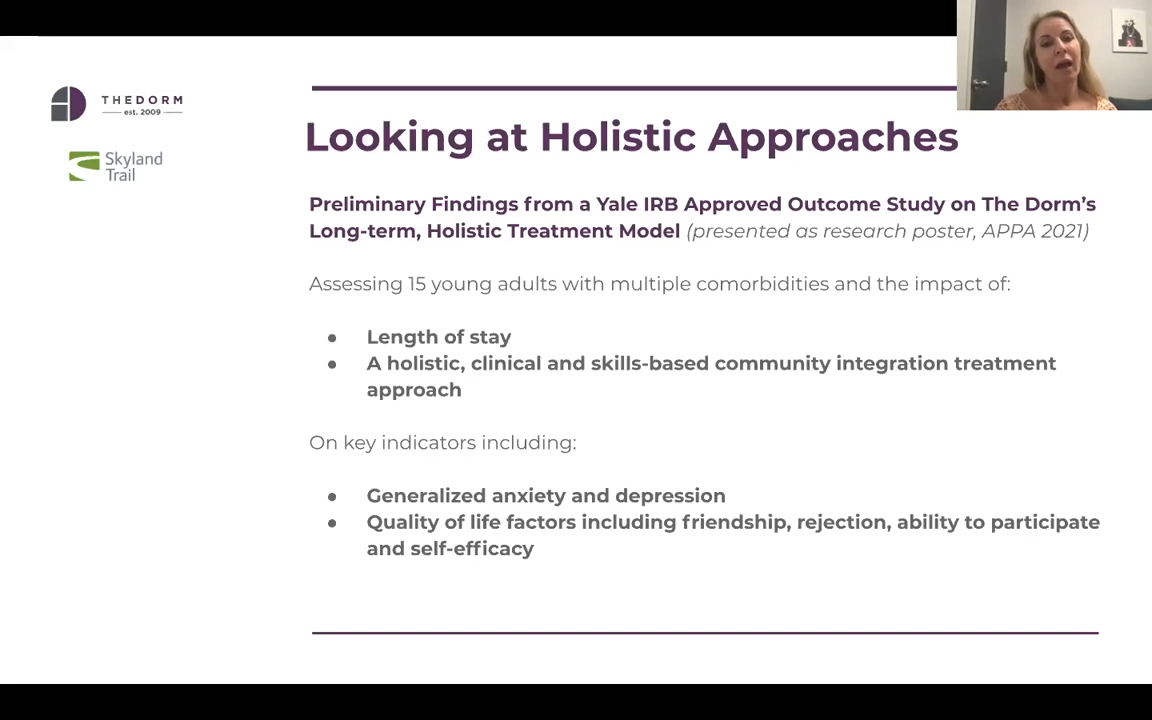 THEDORM
est. 2009
Skyland
Trail
Looking at Holistic Approaches
Preliminary Findings from a Yale IRB Approved Outcome Study on The Dorm’s
Long-term, Holistic Treatment Model (presented as research poster, APPA 2021)
Assessing 15 young adults with multiple comorbidities and the impact of:
● Length of stay
● A holistic, clinical and skills-based community integration treatment
approach
On key indicators including:
● Generalized anxiety and depression
● Quality of life factors including friendship, rejection, ability to participate
and self-efficacy